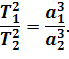 T₁²/T₂² = a₁³/a₂³.